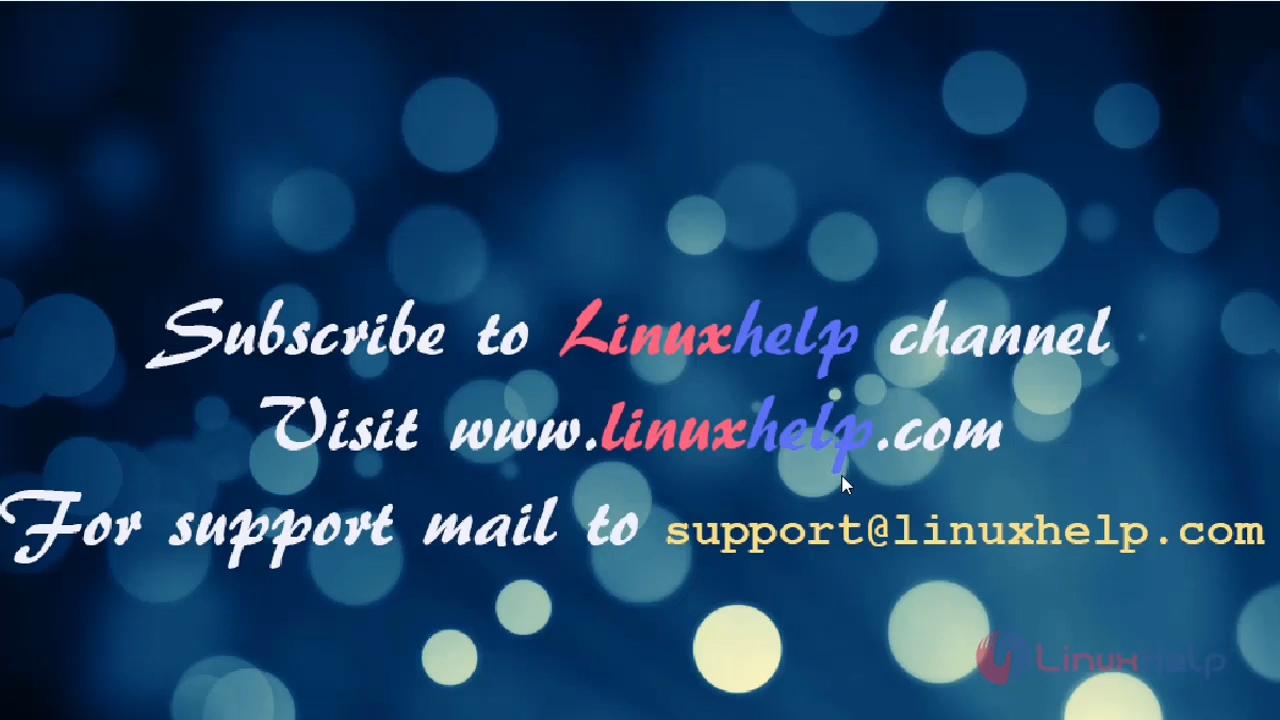 Subscribe to Linuxhelp channel
Visit www.linuxhelp.com
For support mail to support@linuxhelp.com
LinuxHelp